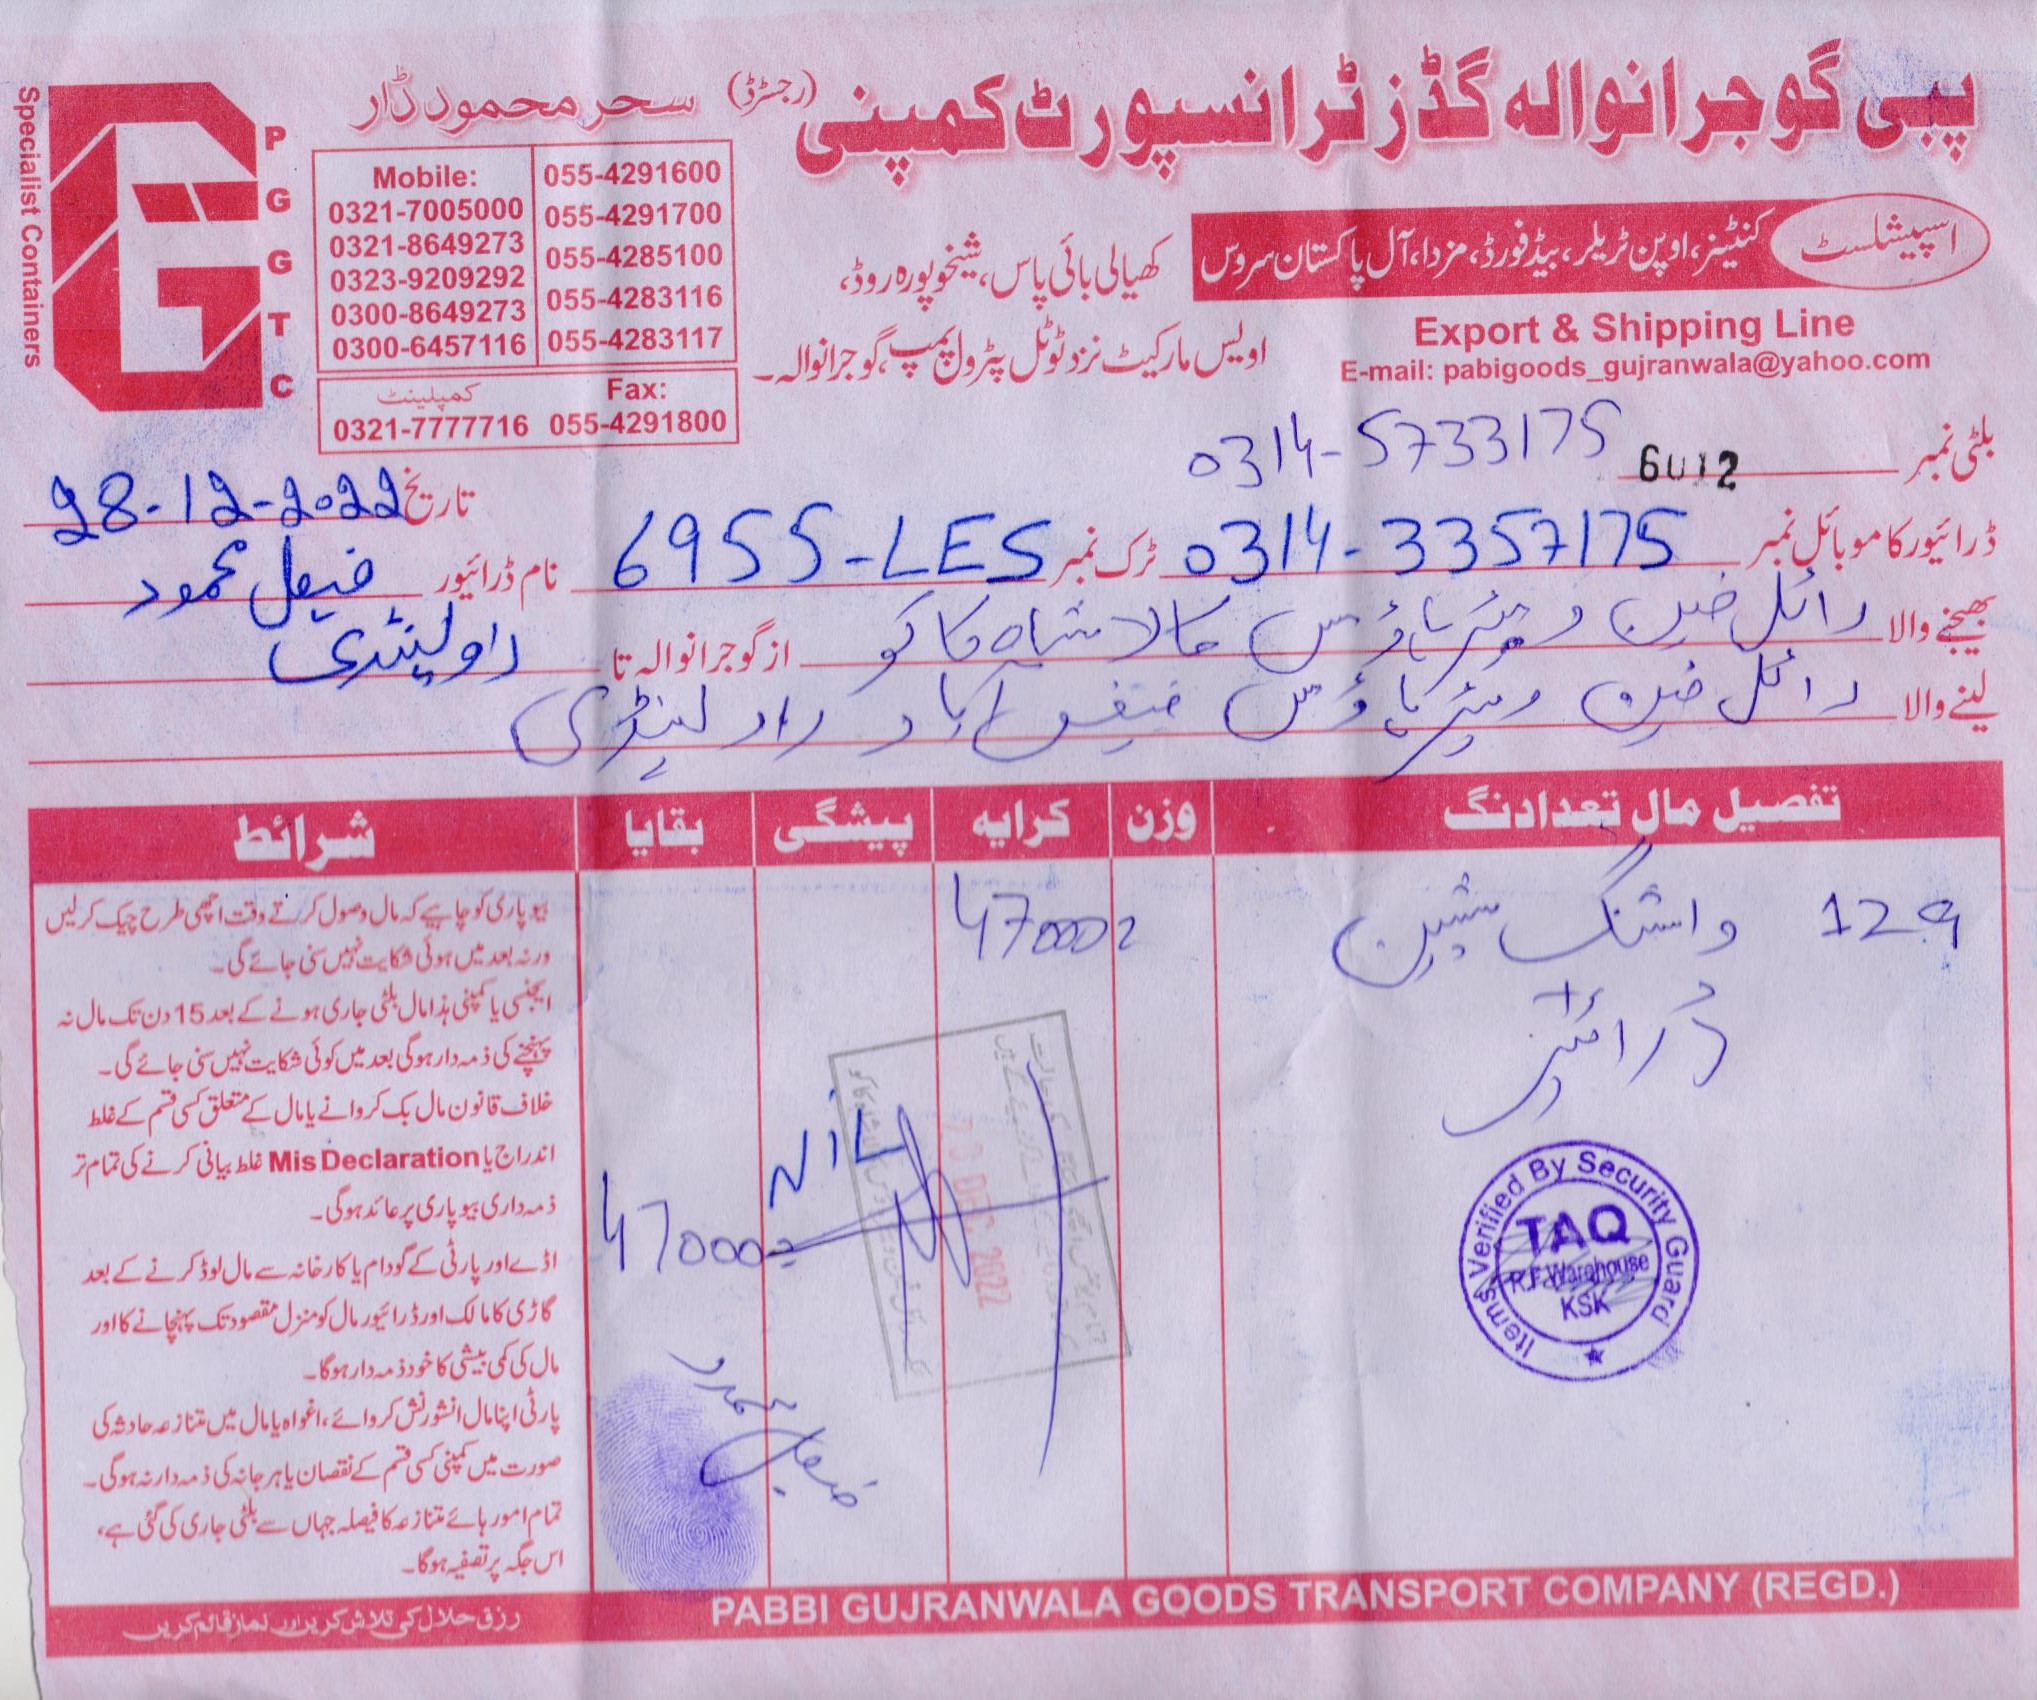 پبی گوجرانوالہ گڈز ٹرانسپورٹ کمپنی (رجسٹرڈ)
سحر محمود ڈار
P G G T C
Specialist Containers
Mobile:
0321-7005000
0321-8649273
0323-9209292
0300-8649273
0300-6457116
055-4291600
055-4291700
055-4285100
055-4283116
055-4283117
کمپلینٹ
0321-7777716
Fax:
055-4291800
اسپیشلسٹ
کنٹینر، اوپن ٹریلر، بیڈفورڈ، مزدا، آل پاکستان سروس
Export & Shipping Line
E-mail: pabigoods_gujranwala@yahoo.com
کھیالی بائی پاس، شیخوپورہ روڈ،
اویس مارکیٹ نزد ٹوٹل پٹرول پمپ، گوجرانوالہ۔
بلٹی نمبر 6012 0314-5733175
تاریخ 28-12-2022
ڈرائیور کا موبائل نمبر 0314-3357175 ٹرک نمبر 6955-LES نام ڈرائیور فیصل محمود
بھیجنے والا رائل فین ویئر ہاؤس کالا شاہ کاکو از گوجرانوالہ تا راولپنڈی
لینے والا رائل فین ویئر ہاؤس آباد راولپنڈی
تفصیل مال تعداد نگ وزن کرایہ پیشگی بقایا شرائط
129 واشنگ مشین
+
ڈرائیر
47000
NIL
47000
28 DEC 2022
فیصل محمود
Items Verified By Security Guard
TAQ
R.F Warehouse
KSK
بیوپاری کو چاہیے کہ مال وصول کرتے وقت اچھی طرح چیک کر لیں
ورنہ بعد میں ہوئی شکایت نہیں سنی جائے گی۔
ایجنسی یا کمپنی ہذا مال بلٹی جاری ہونے کے بعد 15 دن تک مال نہ
پہنچنے کی ذمہ دار ہوگی بعد میں کوئی شکایت نہیں سنی جائے گی۔
خلاف قانون مال بک کروانے یا مال کے متعلق کسی قسم کے غلط
اندراج یا Mis Declaration غلط بیانی کرنے کی تمام تر
ذمہ داری بیوپاری پر عائد ہوگی۔
اڈے اور پارٹی کے گودام یا کارخانہ سے مال لوڈ کرنے کے بعد
گاڑی کا مالک اور ڈرائیور مال کو منزل مقصود تک پہنچانے کا اور
مال کی کمی بیشی کا خود ذمہ دار ہوگا۔
پارٹی اپنا مال انشورنش کروائے، اغواہ یا مال میں متنازعہ حادثہ کی
صورت میں کمپنی کسی قسم کے نقصان یا ہرجانہ کی ذمہ دار نہ ہوگی۔
تمام امور ہائے متنازعہ کا فیصلہ جہاں سے بلٹی جاری کی گئی ہے،
اس جگہ پر تصفیہ ہوگا۔
رزق حلال کی تلاش کریں اور نماز قائم کریں
PABBI GUJRANWALA GOODS TRANSPORT COMPANY (REGD.)